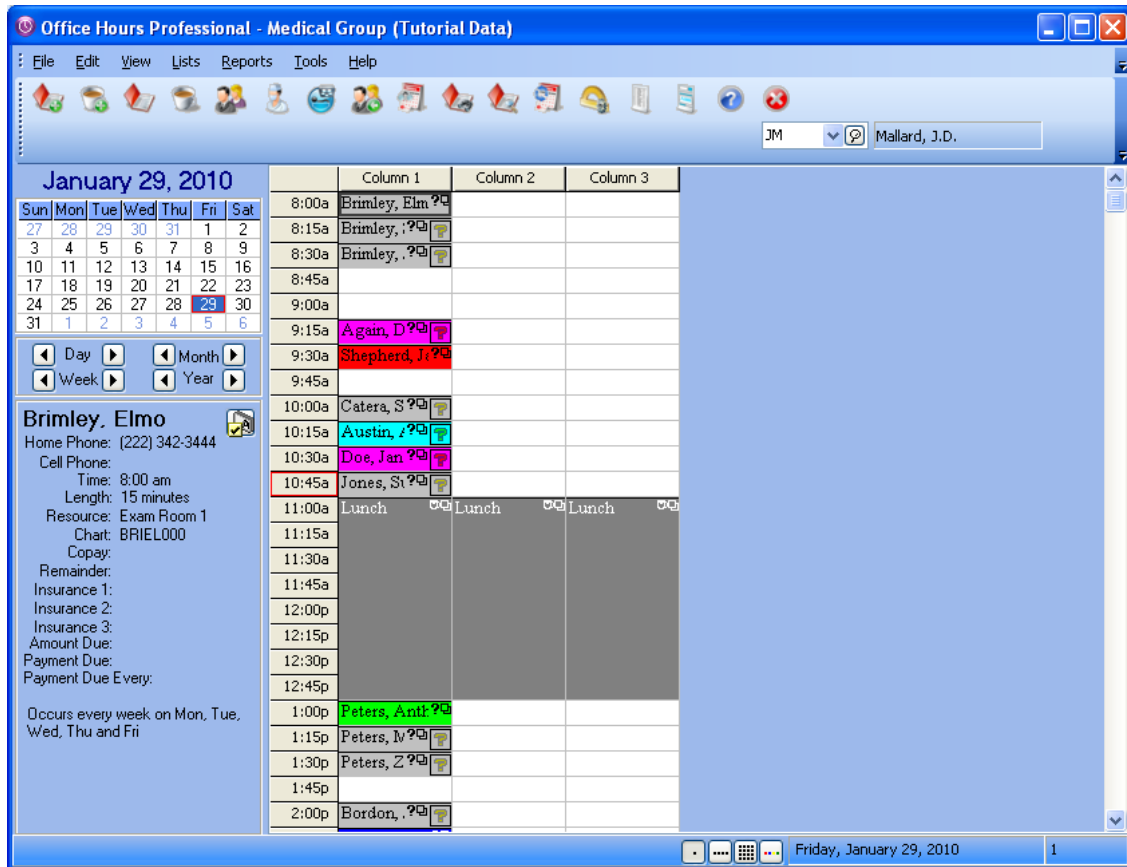 Office Hours Professional - Medical Group (Tutorial Data)
File Edit View Lists Reports Tools Help
JM Mallard, J.D.
January 29, 2010
Sun Mon Tue Wed Thu Fri Sat
27 28 29 30 31 1 2
3 4 5 6 7 8 9
10 11 12 13 14 15 16
17 18 19 20 21 22 23
24 25 26 27 28 29 30
31 1 2 3 4 5 6
Day Month
Week Year
Brimley, Elmo
Home Phone: (222) 342-3444
Cell Phone:
Time: 8:00 am
Length: 15 minutes
Resource: Exam Room 1
Chart: BRIEL000
Copay:
Remainder:
Insurance 1:
Insurance 2:
Insurance 3:
Amount Due:
Payment Due:
Payment Due Every:
Occurs every week on Mon, Tue,
Wed, Thu and Fri
Column 1 Column 2 Column 3
8:00a Brimley, Elm
8:15a Brimley,
8:30a Brimley, .
8:45a
9:00a
9:15a Again, D
9:30a Shepherd,
9:45a
10:00a Catera, S
10:15a Austin,
10:30a Doe, Jan
10:45a Jones,
11:00a Lunch Lunch Lunch
11:15a
11:30a
11:45a
12:00p
12:15p
12:30p
12:45p
1:00p Peters,
1:15p Peters,
1:30p Peters, Z
1:45p
2:00p Bordon, .
Friday, January 29, 2010 1